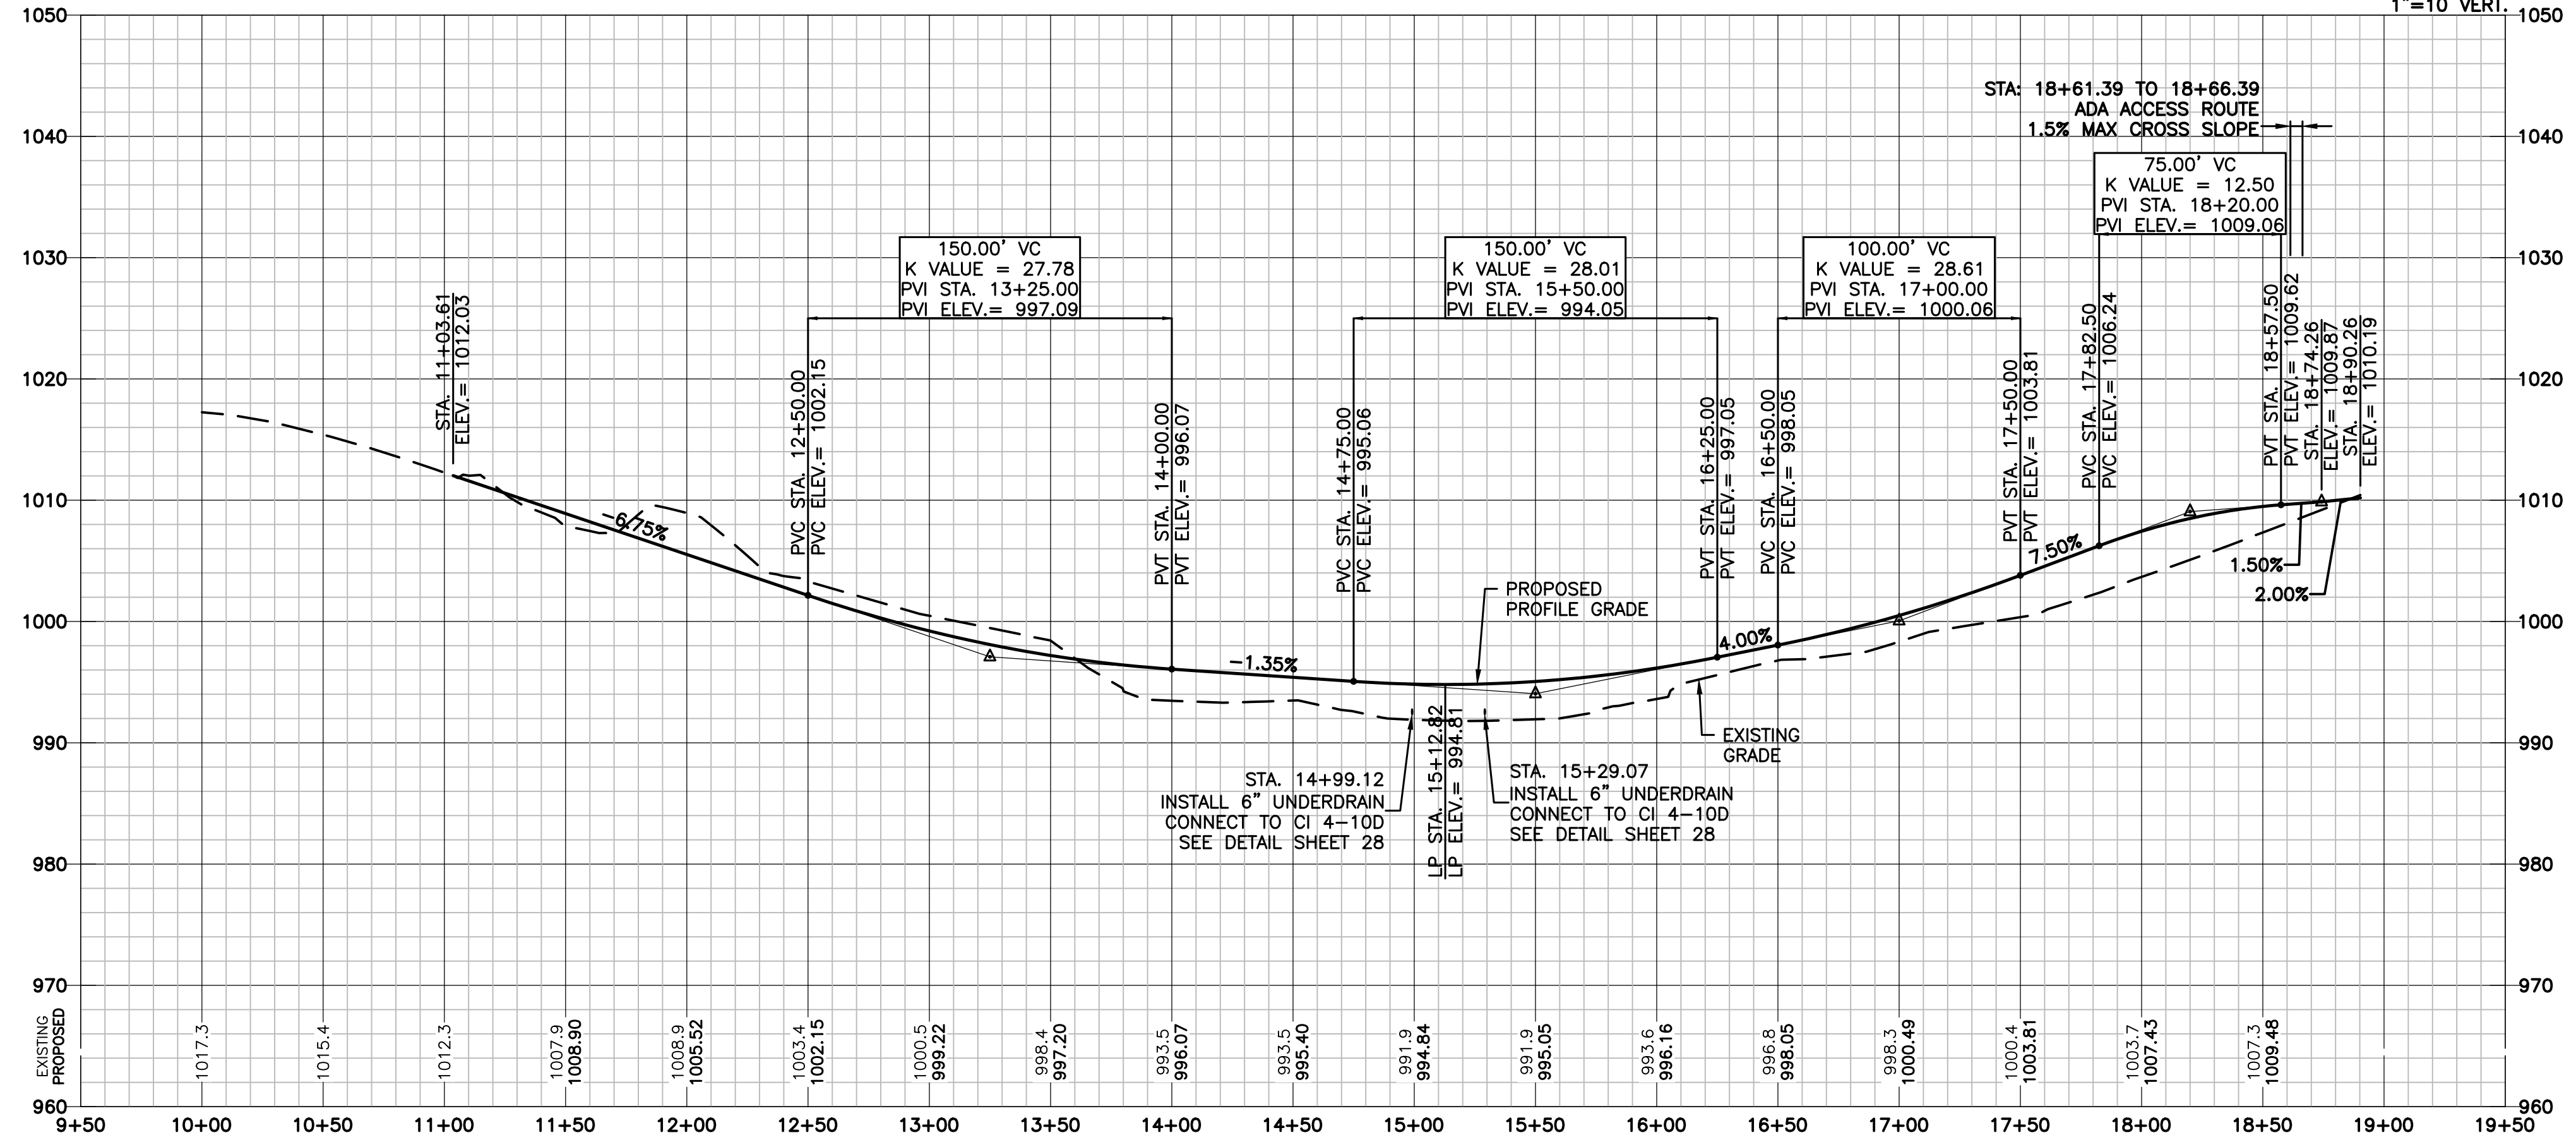 1"=10 VERT.
1050
1050
1040
1040
1030
1030
1020
1020
1010
1010
1000
1000
990
990
980
980
970
970
960
960
STA: 18+61.39 TO 18+66.39
ADA ACCESS ROUTE
1.5% MAX CROSS SLOPE
150.00' VC
K VALUE = 27.78
PVI STA. 13+25.00
PVI ELEV.= 997.09
150.00' VC
K VALUE = 28.01
PVI STA. 15+50.00
PVI ELEV.= 994.05
100.00' VC
K VALUE = 28.61
PVI STA. 17+00.00
PVI ELEV.= 1000.06
75.00' VC
K VALUE = 12.50
PVI STA. 18+20.00
PVI ELEV.= 1009.06
STA. 11+03.61
ELEV.= 1012.03
PVC STA. 12+50.00
PVC ELEV.= 1002.15
PVT STA. 14+00.00
PVT ELEV.= 996.07
PVC STA. 14+75.00
PVC ELEV.= 995.06
PVT STA. 16+25.00
PVT ELEV.= 997.05
PVC STA. 16+50.00
PVC ELEV.= 998.05
PVT STA. 17+50.00
PVT ELEV.= 1003.81
PVC STA. 17+82.50
PVC ELEV.= 1006.24
PVT STA. 18+57.50
PVT ELEV.= 1009.62
STA. 18+74.26
ELEV.= 1009.87
STA. 18+90.26
ELEV.= 1010.19
-6.75%
-1.35%
4.00%
7.50%
1.50%
2.00%
PROPOSED
PROFILE GRADE
EXISTING
GRADE
LP STA. 15+12.82
LP ELEV.= 994.81
STA. 14+99.12
INSTALL 6" UNDERDRAIN
CONNECT TO CI 4-10D
SEE DETAIL SHEET 28
STA. 15+29.07
INSTALL 6" UNDERDRAIN
CONNECT TO CI 4-10D
SEE DETAIL SHEET 28
EXISTING
PROPOSED
1017.3
1015.4
1012.3
1007.9
1008.90
1008.9
1005.52
1003.4
1002.15
1000.5
999.22
998.4
997.20
993.5
996.07
993.5
995.40
991.9
994.84
991.9
995.05
993.6
996.16
996.8
998.05
998.3
1000.49
1000.4
1003.81
1003.7
1007.43
1007.3
1009.48
9+50 10+00 10+50 11+00 11+50 12+00 12+50 13+00 13+50 14+00 14+50 15+00 15+50 16+00 16+50 17+00 17+50 18+00 18+50 19+00 19+50